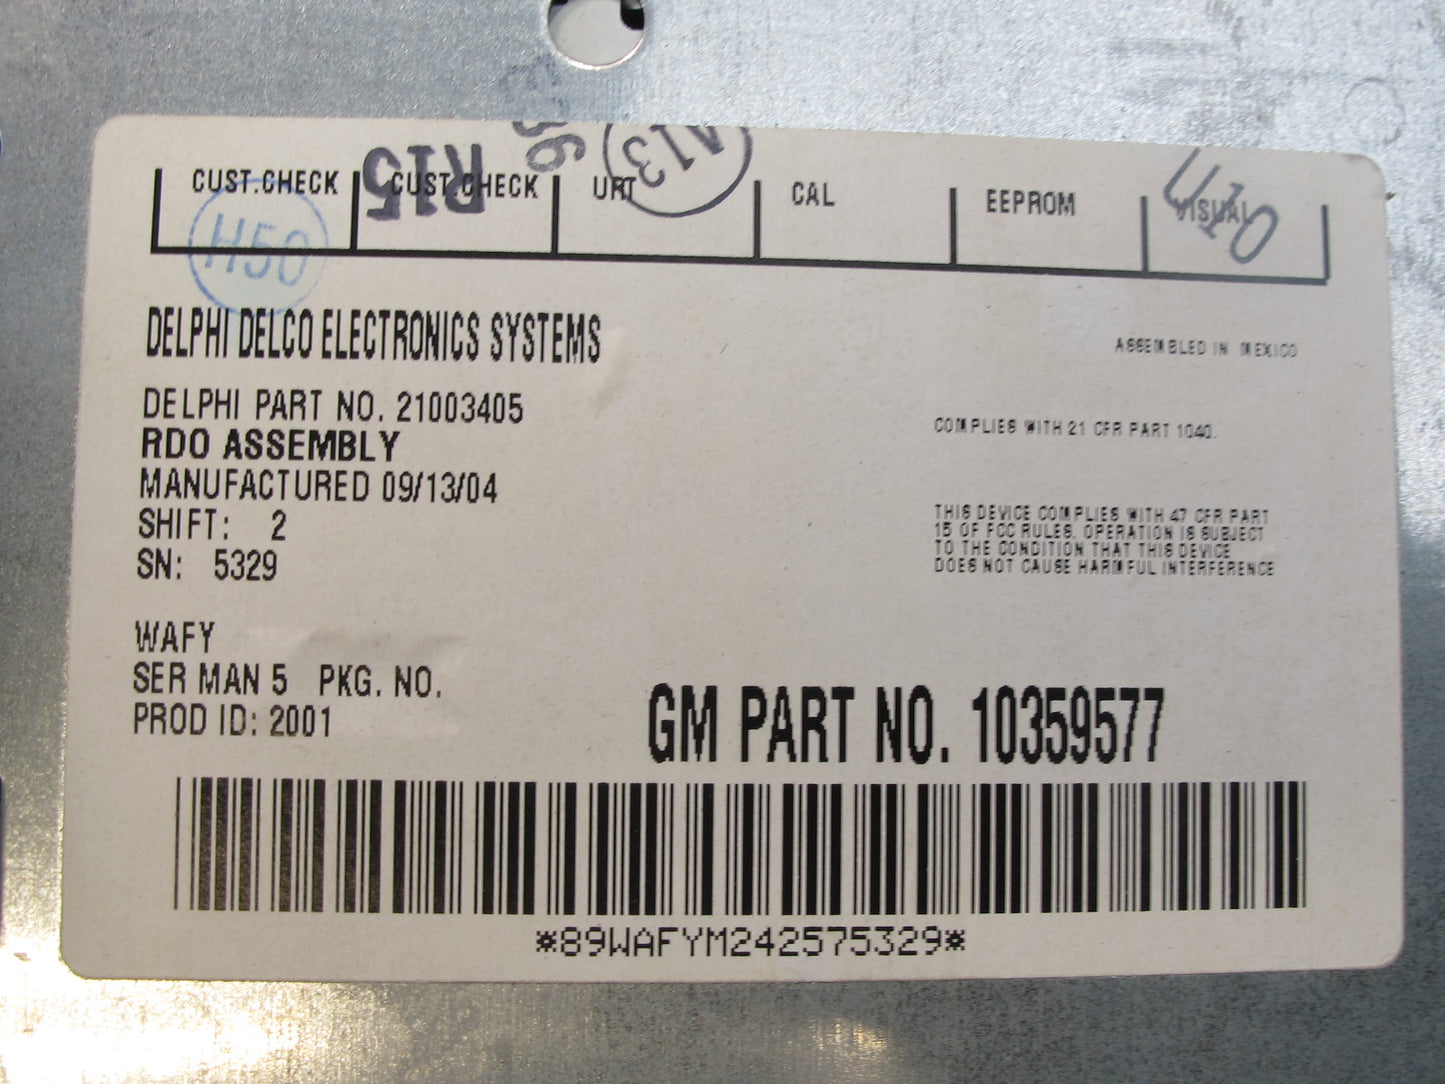 R15
A13
CUST.CHECK CUST.CHECK URT CAL EEPROM VISUAL
U10
H50
DELPHI DELCO ELECTRONICS SYSTEMS
ASSEMBLED IN MEXICO
DELPHI PART NO. 21003405
RDO ASSEMBLY
MANUFACTURED 09/13/04
SHIFT: 2
SN: 5329
COMPLIES WITH 21 CFR PART 1040.
THIS DEVICE COMPLIES WITH 47 CFR PART
15 OF FCC RULES. OPERATION IS SUBJECT
TO THE CONDITION THAT THIS DEVICE
DOES NOT CAUSE HARMFUL INTERFERENCE
WAFY
SER MAN 5 PKG. NO.
PROD ID: 2001
GM PART NO. 10359577
*89WAFYM242575329*